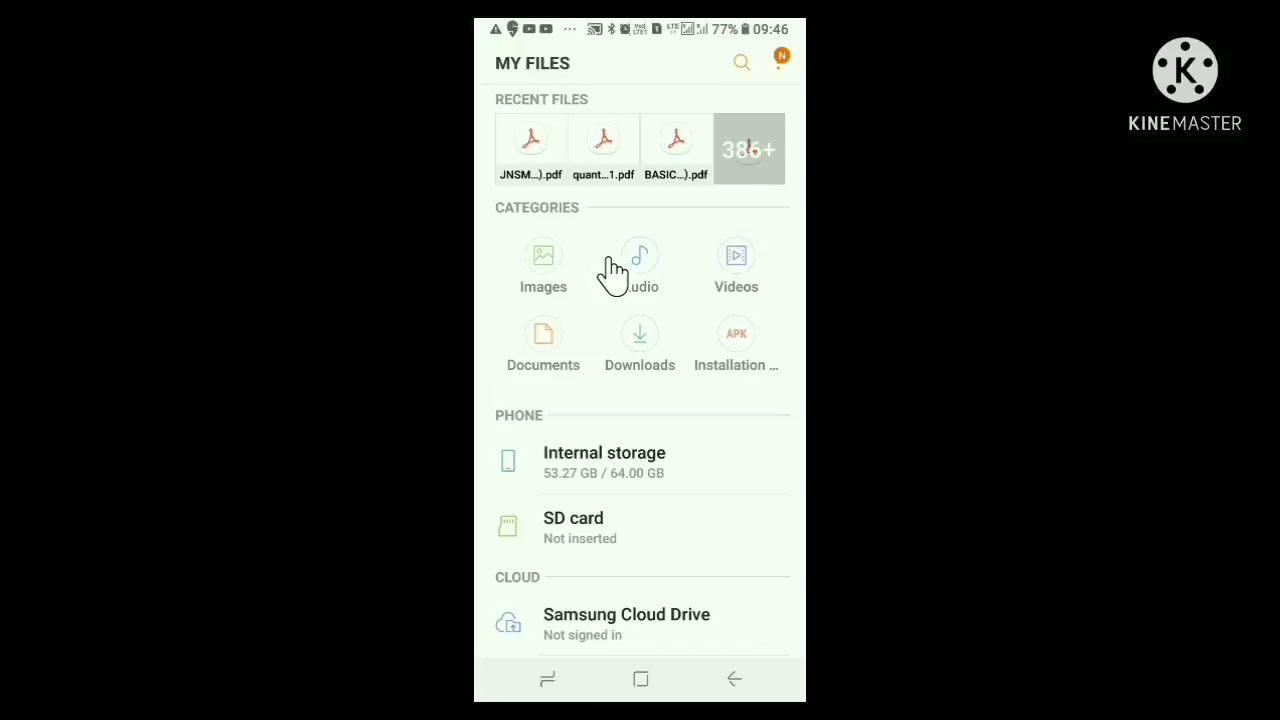 77% 09:46
MY FILES
N
RECENT FILES
386+
JNSM...).pdf quant...1.pdf BASIC...).pdf
CATEGORIES
Images udio Videos
APK
Documents Downloads Installation ...
PHONE
Internal storage
53.27 GB / 64.00 GB
SD card
Not inserted
CLOUD
Samsung Cloud Drive
Not signed in
K
KINEMASTER